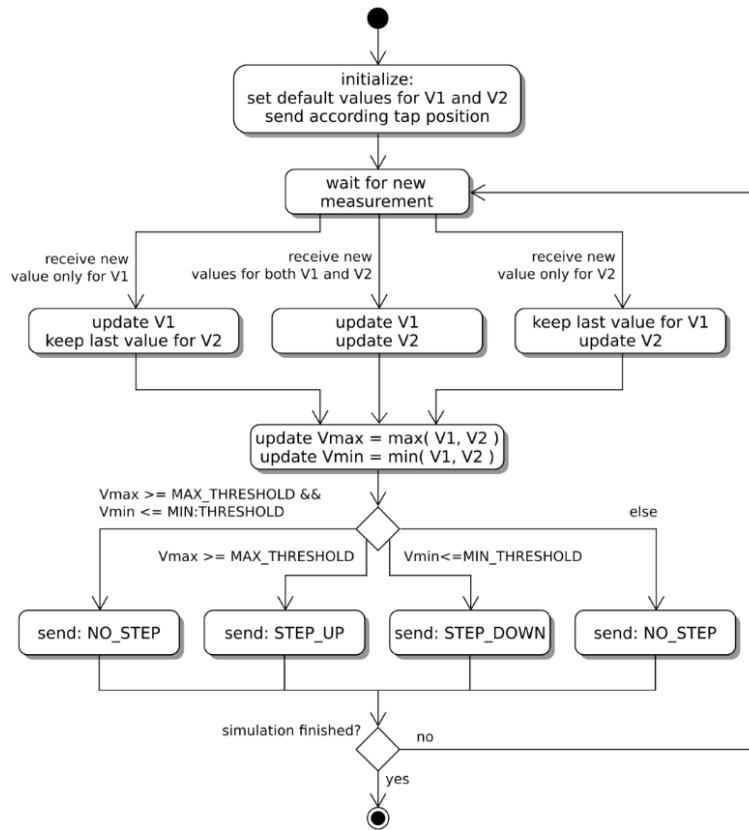 initialize:
set default values for V1 and V2
send according tap position
wait for new
measurement
receive new
value only for V1
receive new
values for both V1 and V2
receive new
value only for V2
update V1
keep last value for V2
update V1
update V2
keep last value for V1
update V2
update Vmax = max( V1, V2 )
update Vmin = min( V1, V2 )
Vmax >= MAX_THRESHOLD &&
Vmin <= MIN:THRESHOLD
else
Vmax >= MAX_THRESHOLD
Vmin<=MIN_THRESHOLD
send: NO_STEP
send: STEP_UP
send: STEP_DOWN
send: NO_STEP
simulation finished?
no
yes